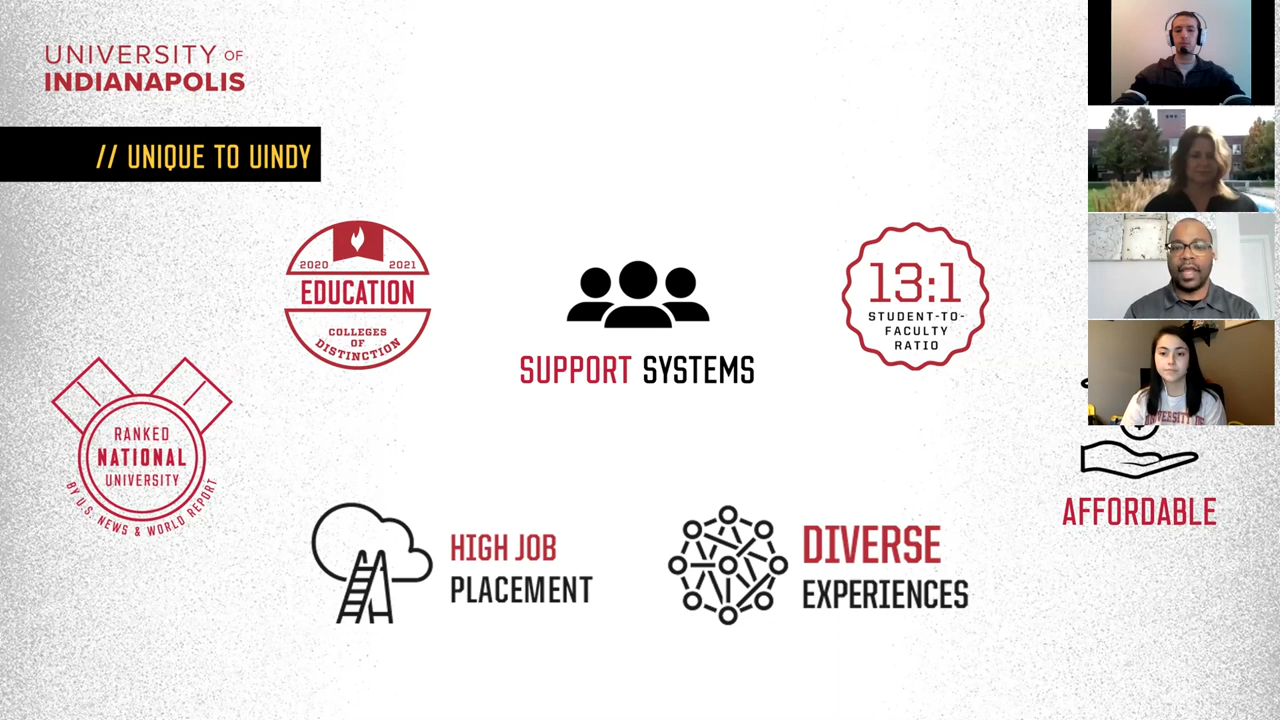 UNIVERSITY OF
INDIANAPOLIS
// UNIQUE TO UINDY
2020 2021
EDUCATION
COLLEGES
OF
DISTINCTION
SUPPORT SYSTEMS
13:1
STUDENT-TO-
FACULTY
RATIO
RANKED
NATIONAL
UNIVERSITY
BY U.S. NEWS & WORLD REPORT
HIGH JOB
PLACEMENT
DIVERSE
EXPERIENCES
AFFORDABLE